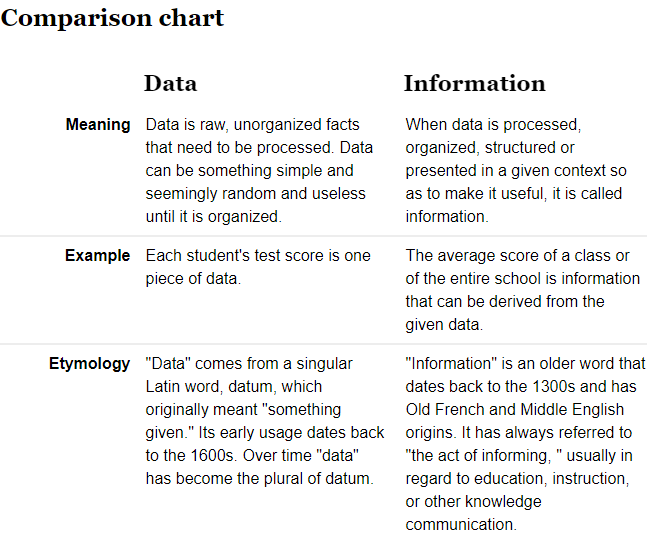 Comparison chart
Data Information
Meaning
Data is raw, unorganized facts
that need to be processed. Data
can be something simple and
seemingly random and useless
until it is organized.
When data is processed,
organized, structured or
presented in a given context so
as to make it useful, it is called
information.
Example
Each student's test score is one
piece of data.
The average score of a class or
of the entire school is information
that can be derived from the
given data.
Etymology
"Data" comes from a singular
Latin word, datum, which
originally meant "something
given." Its early usage dates back
to the 1600s. Over time "data"
has become the plural of datum.
"Information" is an older word that
dates back to the 1300s and has
Old French and Middle English
origins. It has always referred to
"the act of informing, " usually in
regard to education, instruction,
or other knowledge
communication.